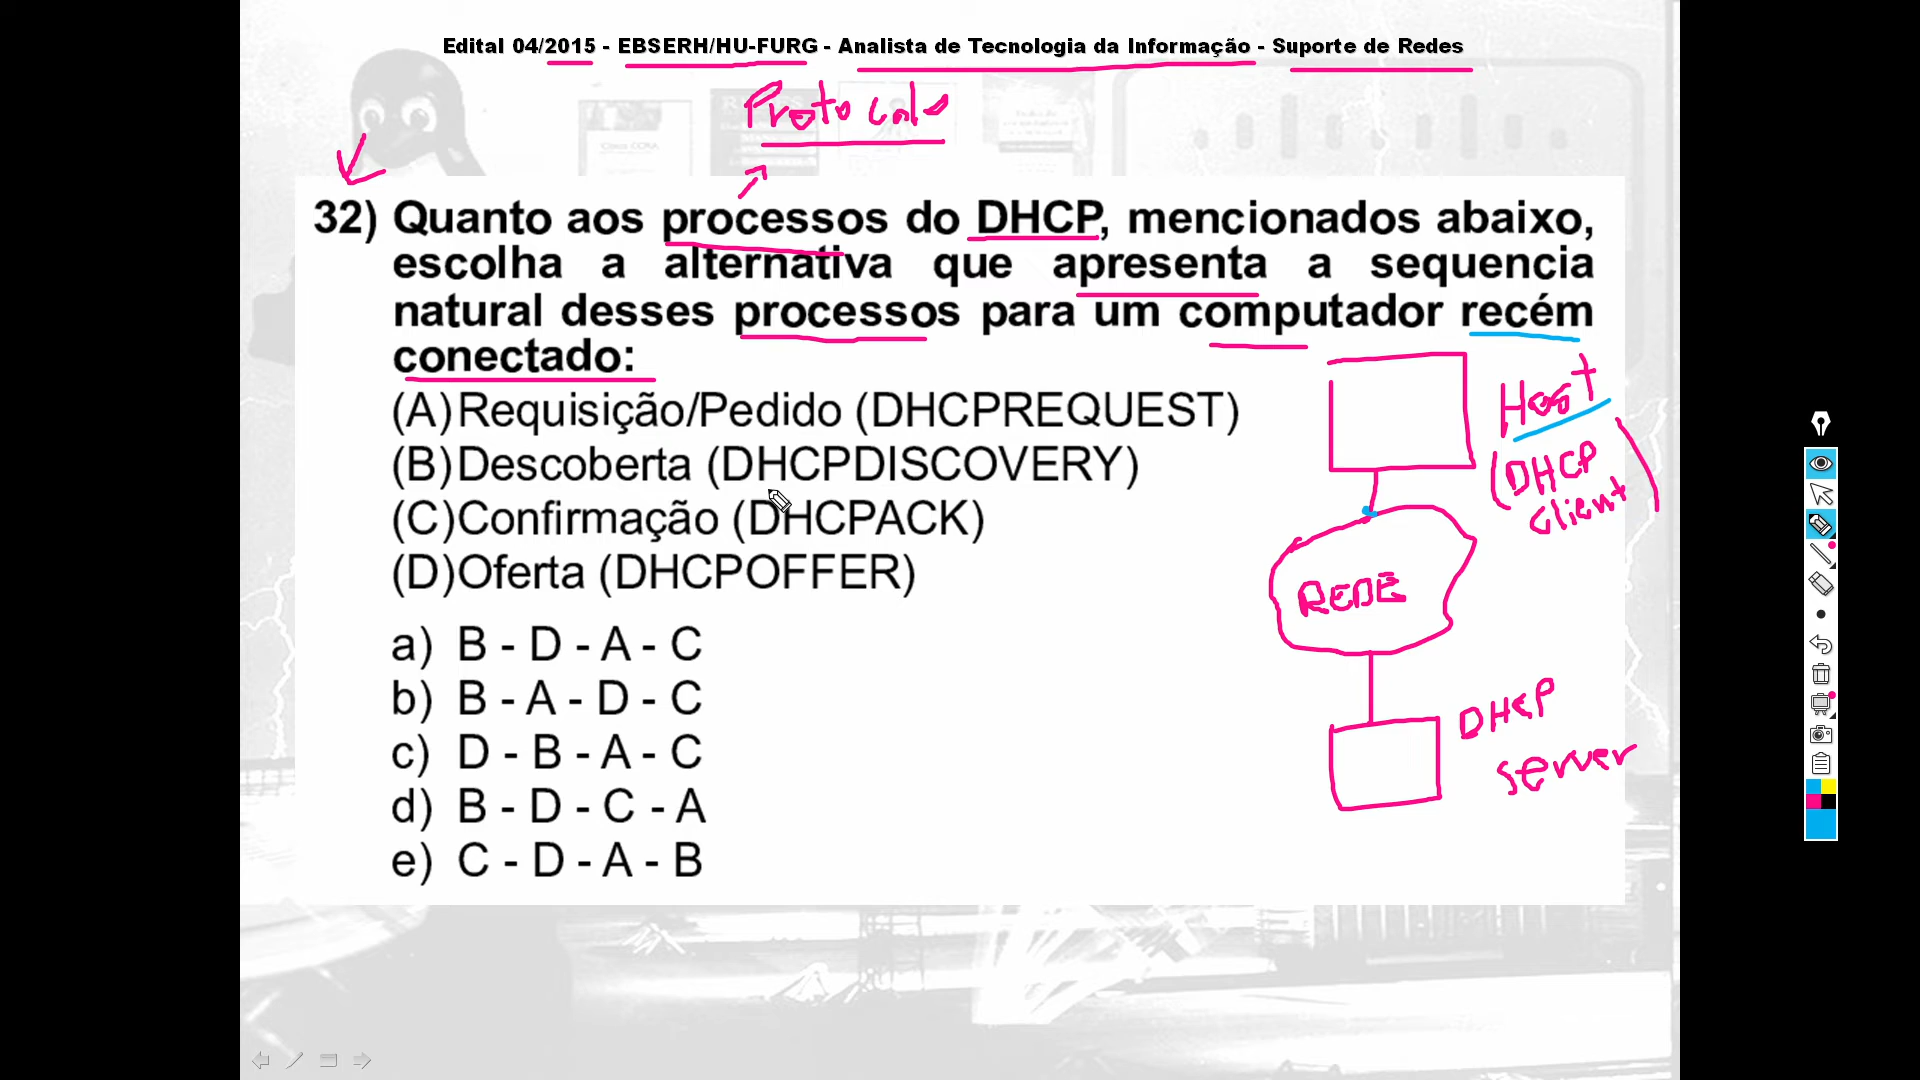 Edital 04/2015 - EBSERH/HU-FURG - Analista de Tecnologia da Informação - Suporte de Redes
Protocolo
32) Quanto aos processos do DHCP, mencionados abaixo,
escolha a alternativa que apresenta a sequencia
natural desses processos para um computador recém
conectado:
(A) Requisição/Pedido (DHCPREQUEST)
(B) Descoberta (DHCPDISCOVERY)
(C) Confirmação (DHCPACK)
(D) Oferta (DHCPOFFER)
a) B - D - A - C
b) B - A - D - C
c) D - B - A - C
d) B - D - C - A
e) C - D - A - B
Host
(DHCP
client)
REDE
DHCP
server